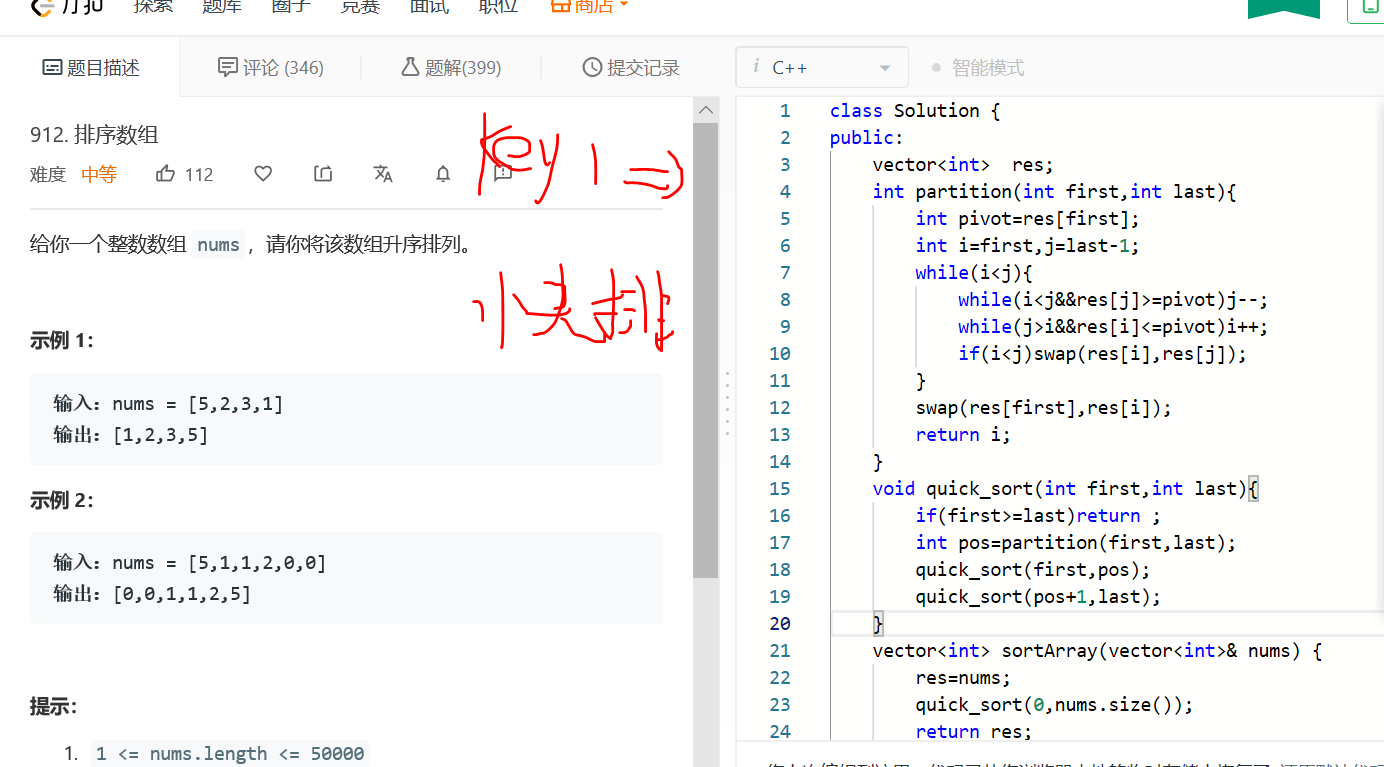 力扣 探索 题库 圈子 竞赛 面试 职位 商店
题目描述 评论 (346) 题解(399) 提交记录 i C++ 智能模式
912. 排序数组
难度 中等 112
给你一个整数数组 nums，请你将该数组升序排列。
示例 1：
输入：nums = [5,2,3,1]
输出：[1,2,3,5]
示例 2：
输入：nums = [5,1,1,2,0,0]
输出：[0,0,1,1,2,5]
提示：
1. 1 <= nums.length <= 50000
key 1 =>
小夹排
1 class Solution {
2 public:
3 vector<int>  res;
4 int partition(int first,int last){
5 int pivot=res[first];
6 int i=first,j=last-1;
7 while(i<j){
8 while(i<j&&res[j]>=pivot)j--;
9 while(j>i&&res[i]<=pivot)i++;
10 if(i<j)swap(res[i],res[j]);
11 }
12 swap(res[first],res[i]);
13 return i;
14 }
15 void quick_sort(int first,int last){
16 if(first>=last)return ;
17 int pos=partition(first,last);
18 quick_sort(first,pos);
19 quick_sort(pos+1,last);
20 }
21 vector<int> sortArray(vector<int>& nums) {
22 res=nums;
23 quick_sort(0,nums.size());
24 return res;